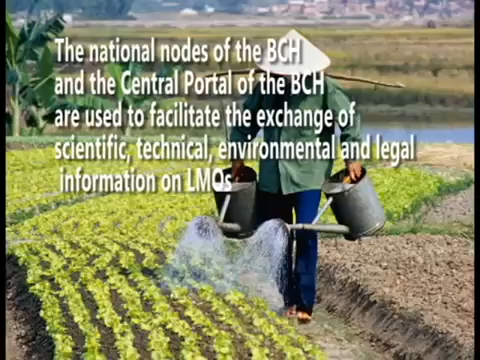 The national nodes of the BCH
and the Central Portal of the BCH
are used to facilitate the exchange of
scientific, technical, environmental and legal
information on LMOs